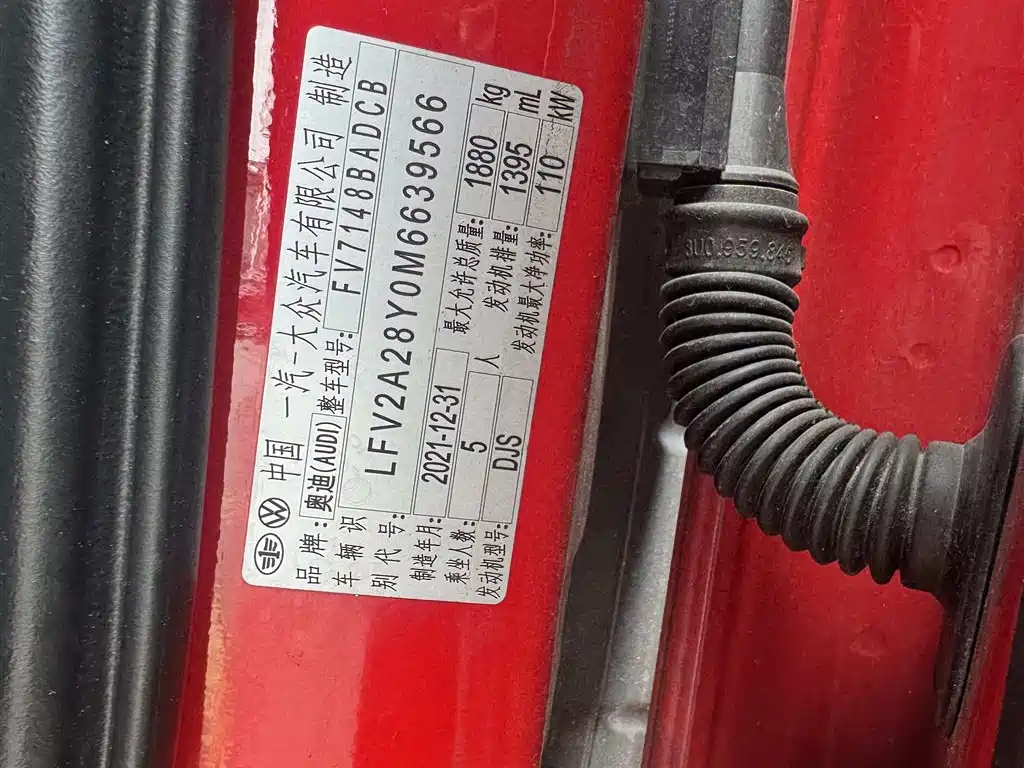 中国 一汽-大众汽车有限公司 制造
品牌: 奥迪(AUDI) 整车型号: FV7148BADCB
车辆识别代号: LFV2A28Y0M6639566
制造年月: 2021-12-31 最大允许总质量: 1880 kg
乘坐人数: 5 人 发动机排量: 1395 mL
发动机型号: DJS 发动机最大净功率: 110 kW